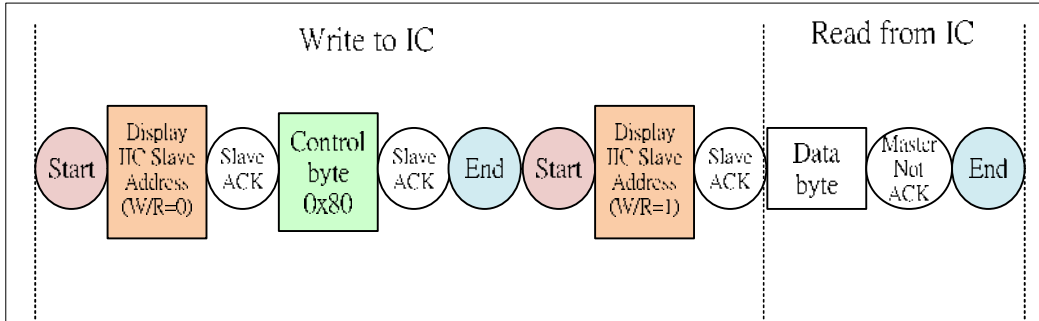 Write to IC
Read from IC
Start
Display
IIC Slave
Address
(W/R=0)
Slave
ACK
Control
byte
0x80
Slave
ACK
End
Start
Display
IIC Slave
Address
(W/R=1)
Slave
ACK
Data
byte
Master
Not
ACK
End